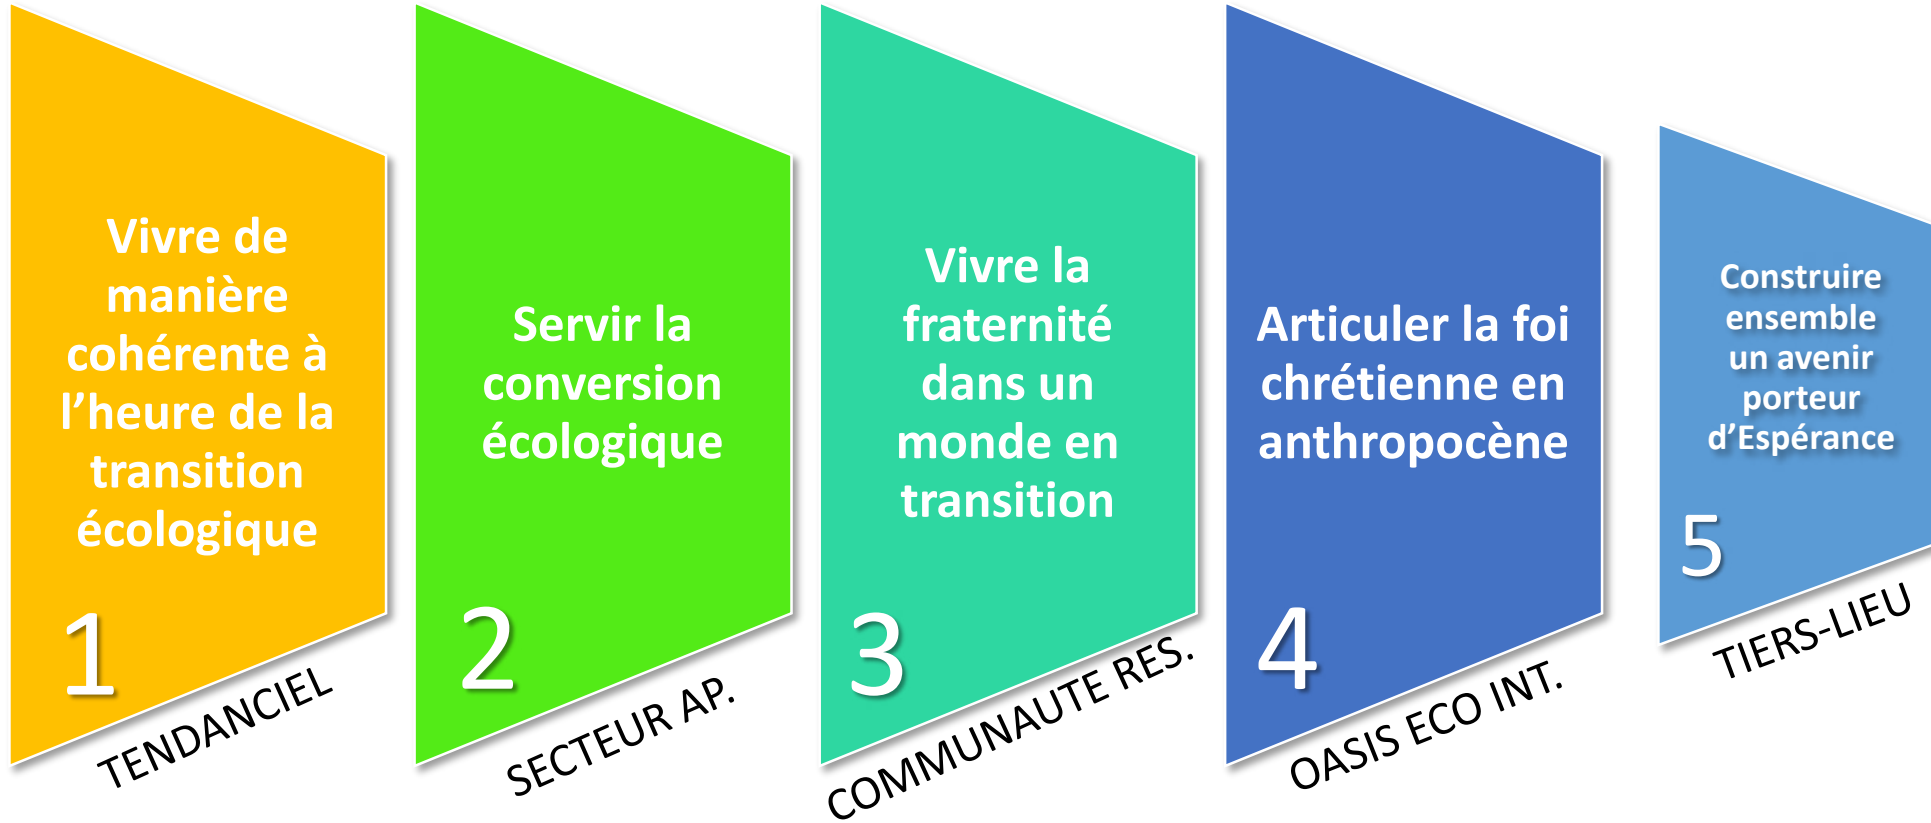 Vivre de
manière
cohérente à
l’heure de la
transition
écologique
1
TENDANCIEL
Servir la
conversion
écologique
2
SECTEUR AP.
Vivre la
fraternité
dans un
monde en
transition
3
COMMUNAUTE RES.
Articuler la foi
chrétienne en
anthropocène
4
OASIS ECO INT.
Construire
ensemble
un avenir
porteur
d’Espérance
5
TIERS-LIEU